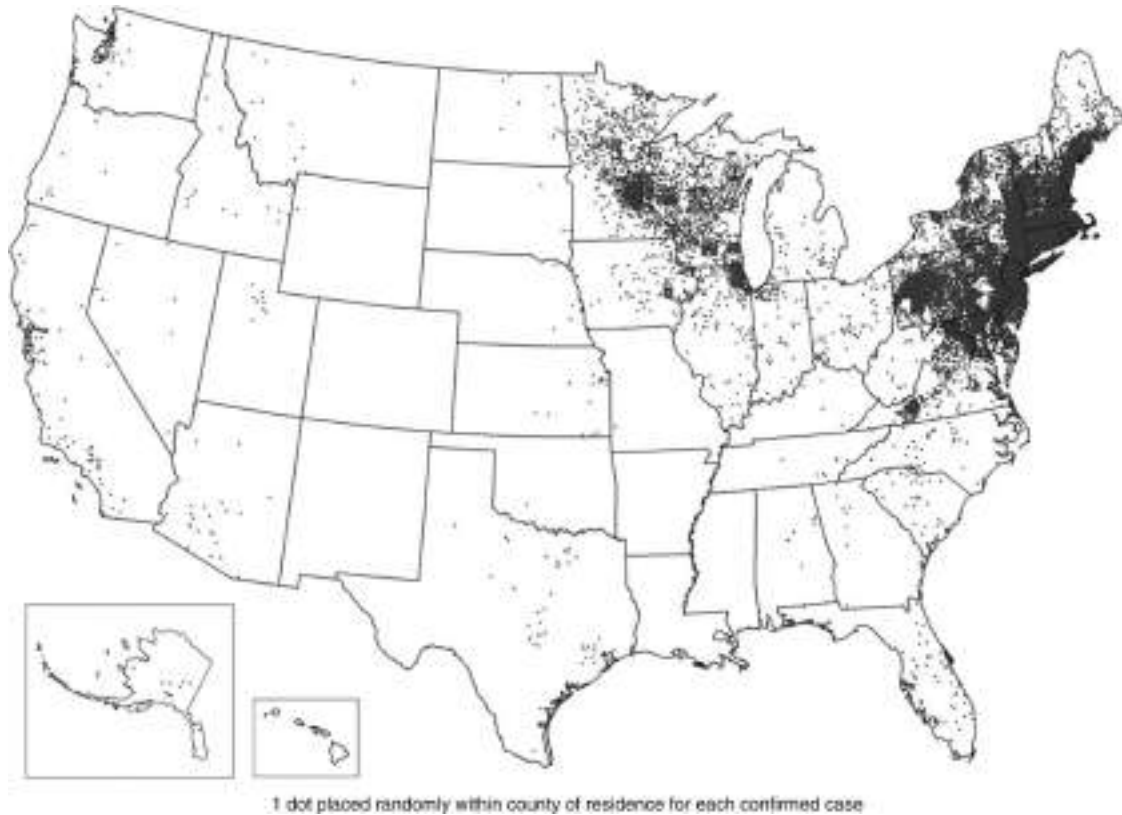 1 dot placed randomly within county of residence for each confirmed case